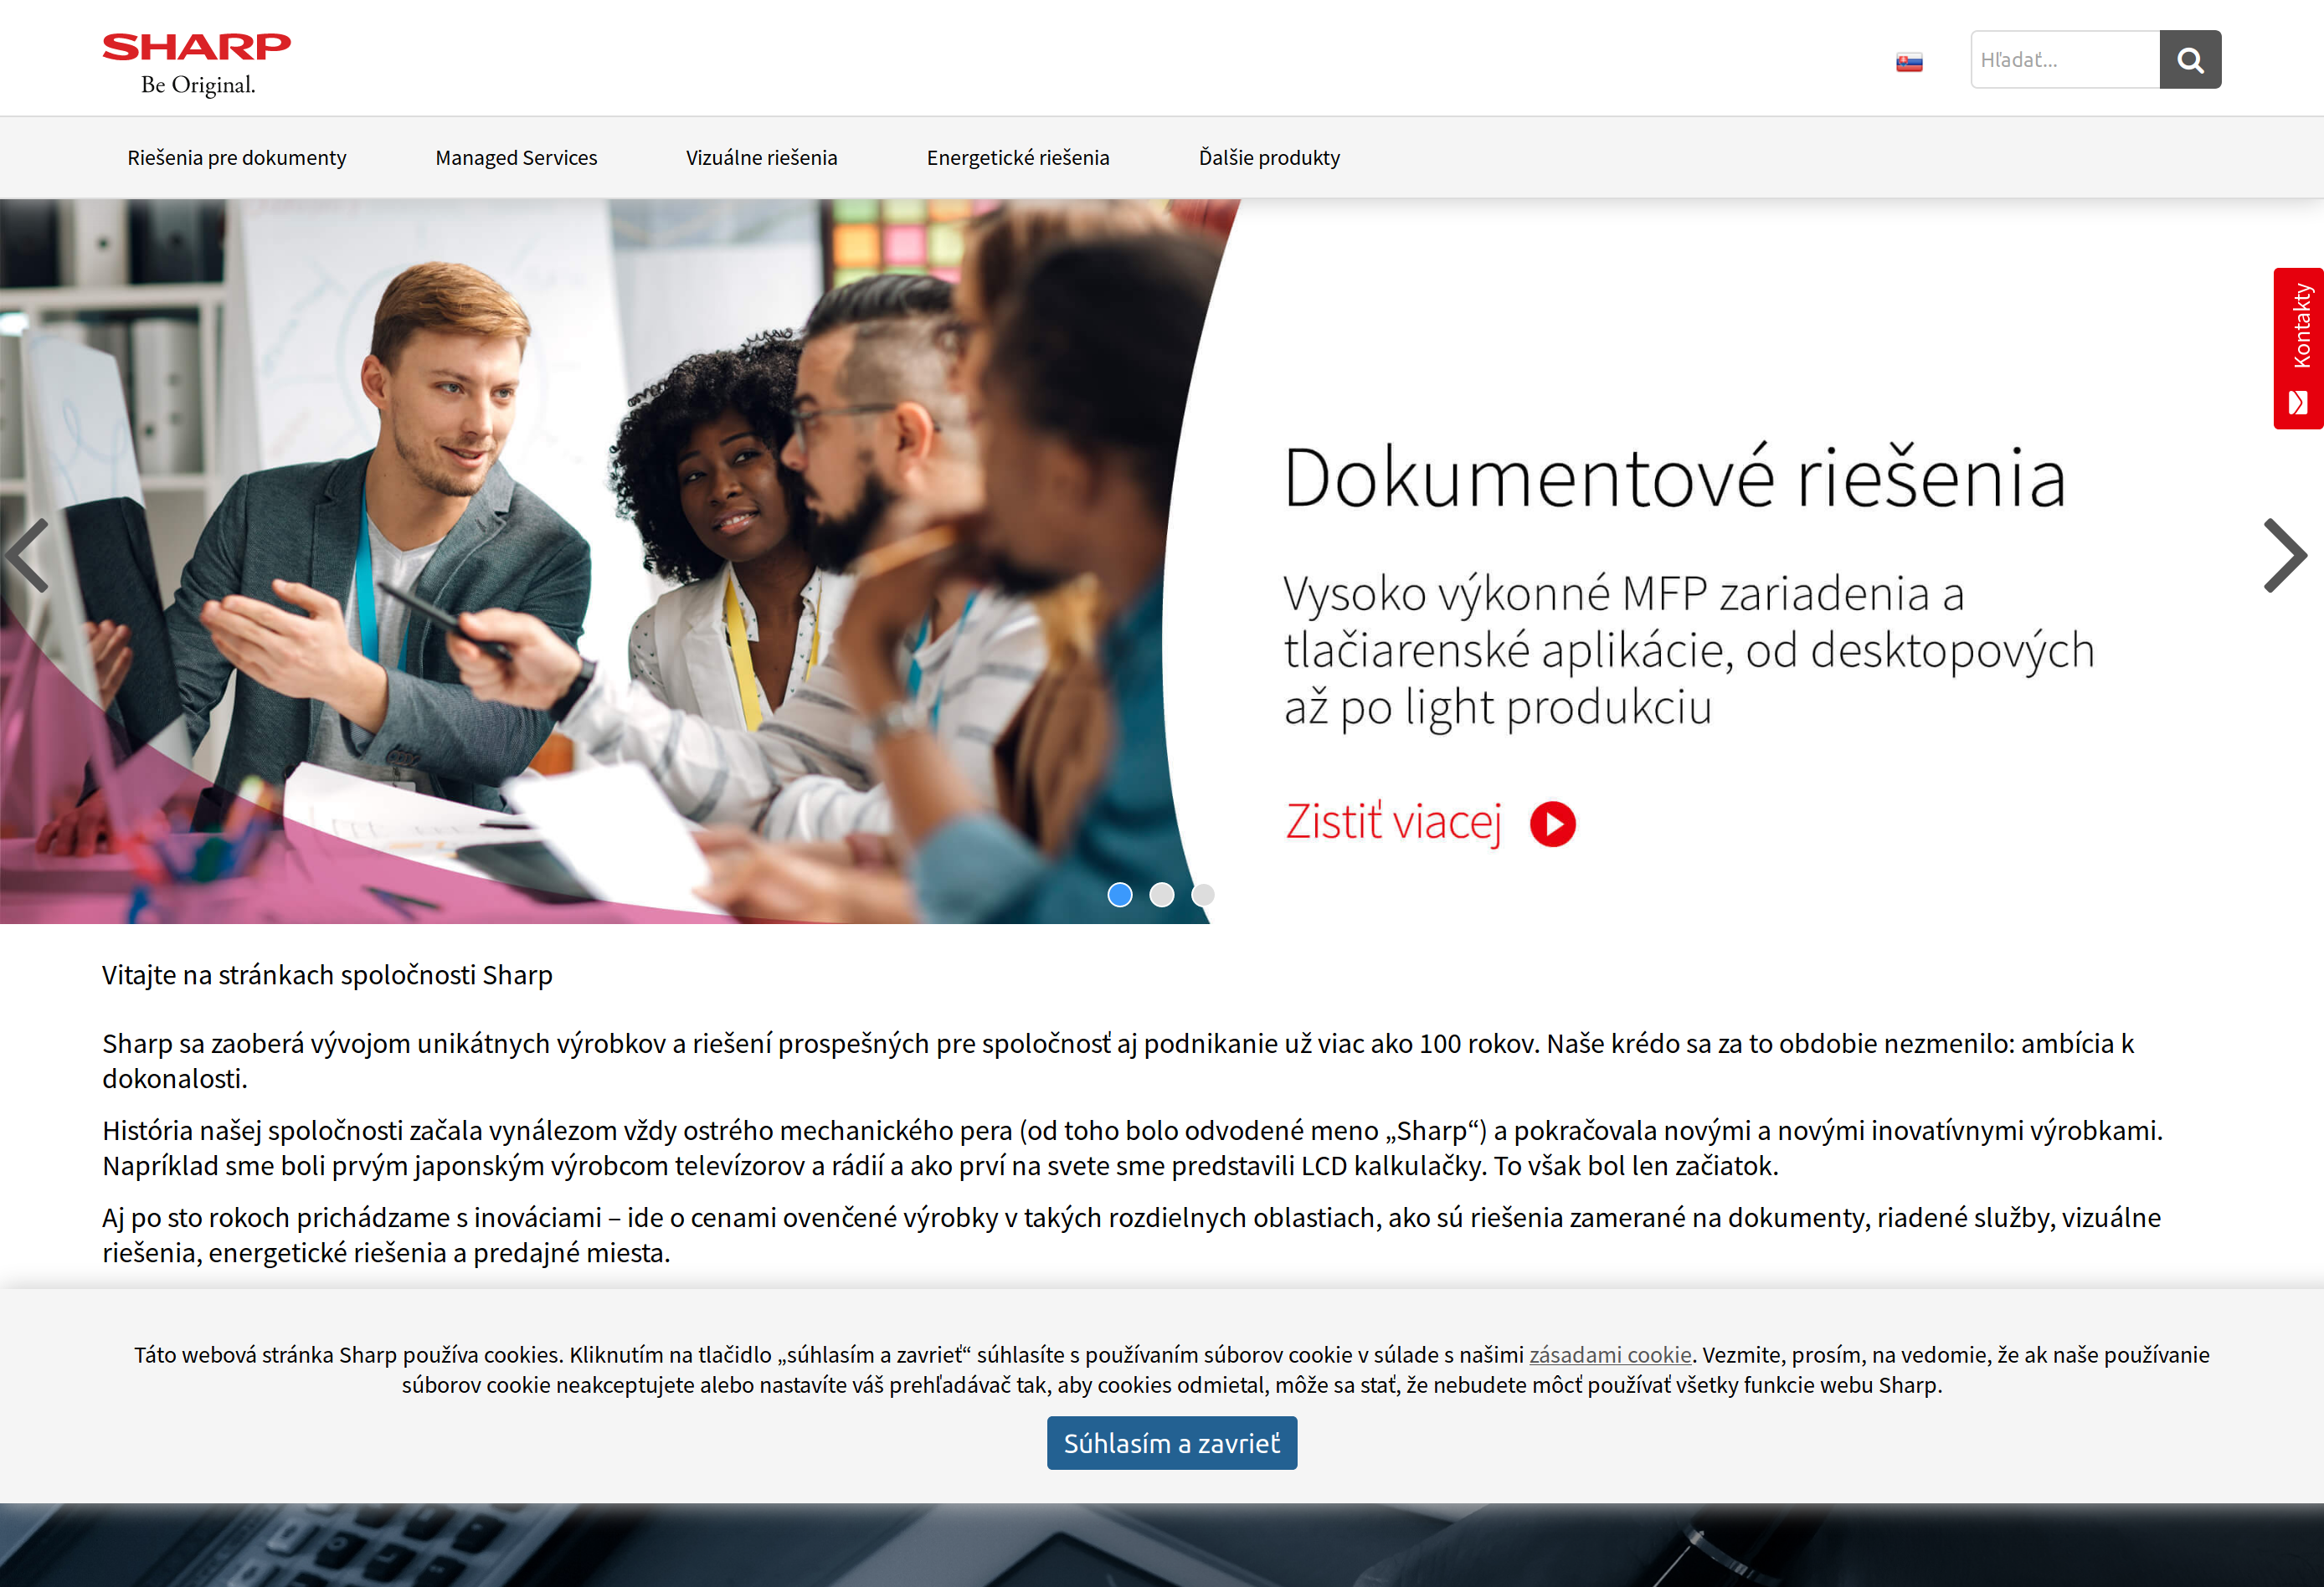 SHARP
Be Original.
Hľadať...
Riešenia pre dokumenty
Managed Services
Vizuálne riešenia
Energetické riešenia
Ďalšie produkty
Kontakty
Dokumentové riešenia
Vysoko výkonné MFP zariadenia a
tlačiarenské aplikácie, od desktopových
až po light produkciu
Zistiť viacej
Vitajte na stránkach spoločnosti Sharp
Sharp sa zaoberá vývojom unikátnych výrobkov a riešení prospešných pre spoločnosť aj podnikanie už viac ako 100 rokov. Naše krédo sa za to obdobie nezmenilo: ambícia k
dokonalosti.
História našej spoločnosti začala vynálezom vždy ostrého mechanického pera (od toho bolo odvodené meno „Sharp“) a pokračovala novými a novými inovatívnymi výrobkami.
Napríklad sme boli prvým japonským výrobcom televízorov a rádií a ako prví na svete sme predstavili LCD kalkulačky. To však bol len začiatok.
Aj po sto rokoch prichádzame s inováciami – ide o cenami ovenčené výrobky v takých rozdielnych oblastiach, ako sú riešenia zamerané na dokumenty, riadené služby, vizuálne
riešenia, energetické riešenia a predajné miesta.
Táto webová stránka Sharp používa cookies. Kliknutím na tlačidlo „súhlasím a zavrieť“ súhlasíte s používaním súborov cookie v súlade s našimi zásadami cookie. Vezmite, prosím, na vedomie, že ak naše používanie
súborov cookie neakceptujete alebo nastavíte váš prehľadávač tak, aby cookies odmietal, môže sa stať, že nebudete môcť používať všetky funkcie webu Sharp.
Súhlasím a zavrieť